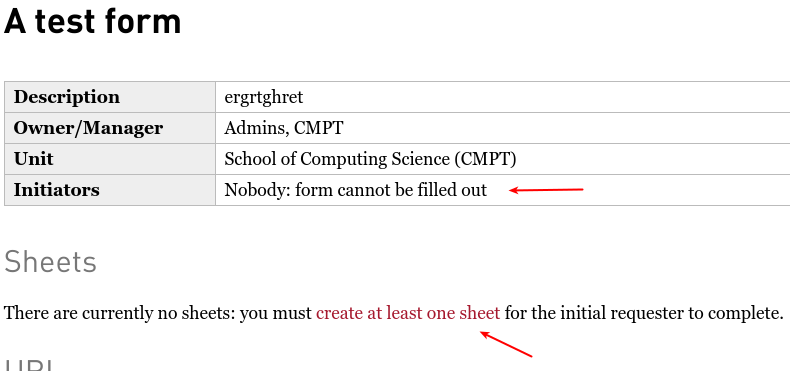 A test form
Description ergrtghret
Owner/Manager Admins, CMPT
Unit School of Computing Science (CMPT)
Initiators Nobody: form cannot be filled out
Sheets
There are currently no sheets: you must create at least one sheet for the initial requester to complete.
URL